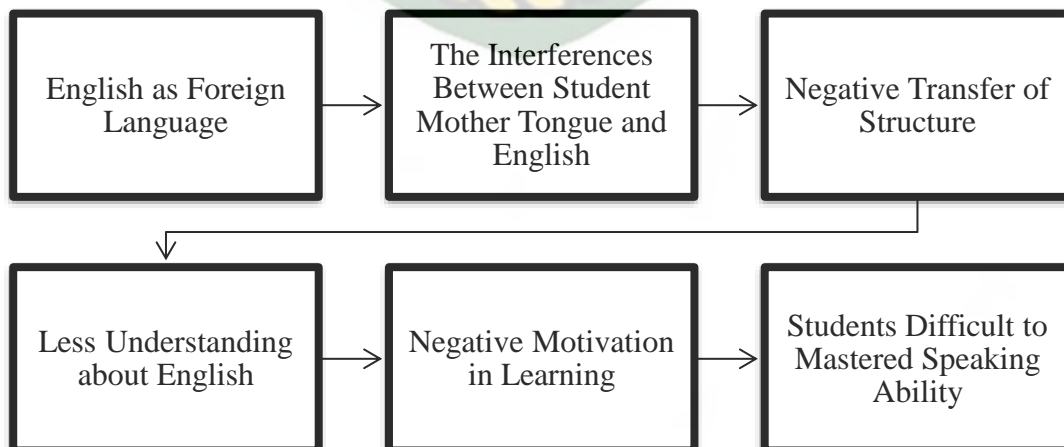 English as Foreign
Language
The Interferences
Between Student
Mother Tongue and
English
Negative Transfer of
Structure
Less Understanding
about English
Negative Motivation
in Learning
Students Difficult to
Mastered Speaking
Ability